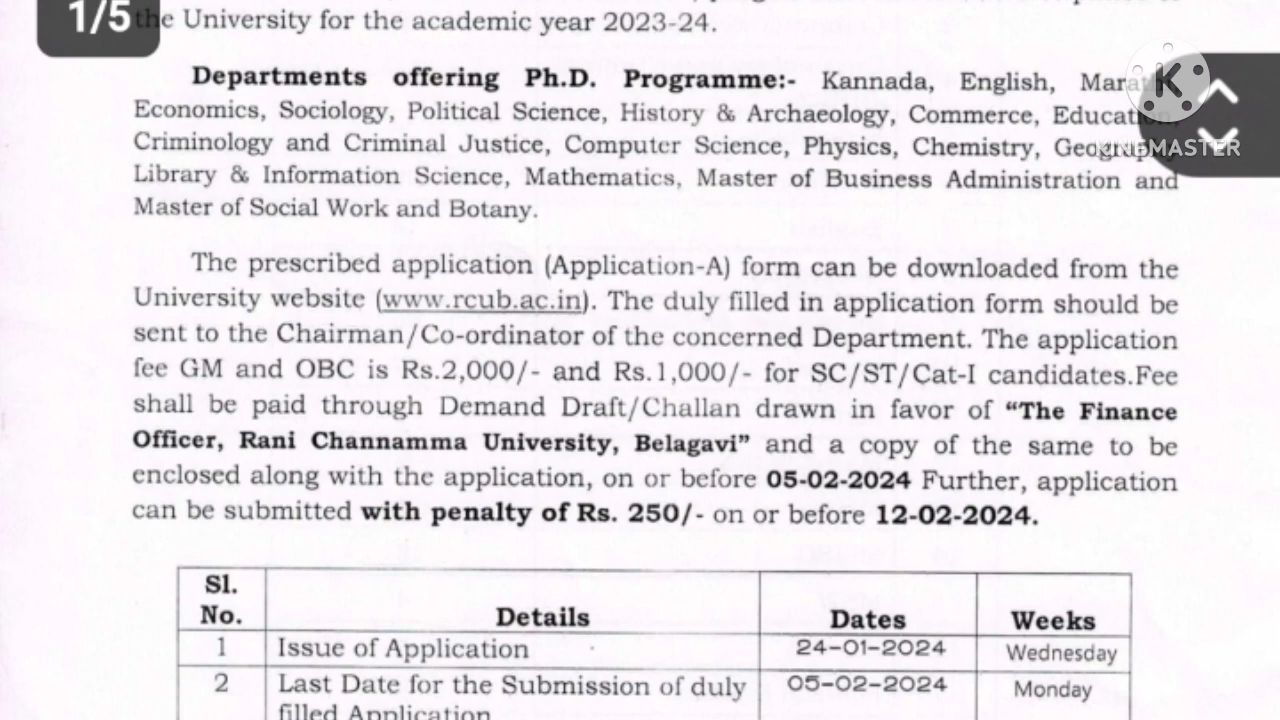 1/5
the University for the academic year 2023-24.
Departments offering Ph.D. Programme:- Kannada, English,
Economics, Sociology, Political Science, History & Archaeology, Commerce, Education,
Criminology and Criminal Justice, Computer Science, Physics, Chemistry, Geography
Library & Information Science, Mathematics, Master of Business Administration and
Master of Social Work and Botany.
The prescribed application (Application-A) form can be downloaded from the
University website (www.rcub.ac.in). The duly filled in application form should be
sent to the Chairman/Co-ordinator of the concerned Department. The application
fee GM and OBC is Rs.2,000/- and Rs.1,000/- for SC/ST/Cat-I candidates.Fee
shall be paid through Demand Draft/Challan drawn in favor of “The Finance
Officer, Rani Channamma University, Belagavi” and a copy of the same to be
enclosed along with the application, on or before 05-02-2024 Further, application
can be submitted with penalty of Rs. 250/- on or before 12-02-2024.
Sl. No. Details Dates Weeks
1 Issue of Application 24-01-2024 Wednesday
2 Last Date for the Submission of duly 05-02-2024 Monday
filled Application
K
KINEMASTER